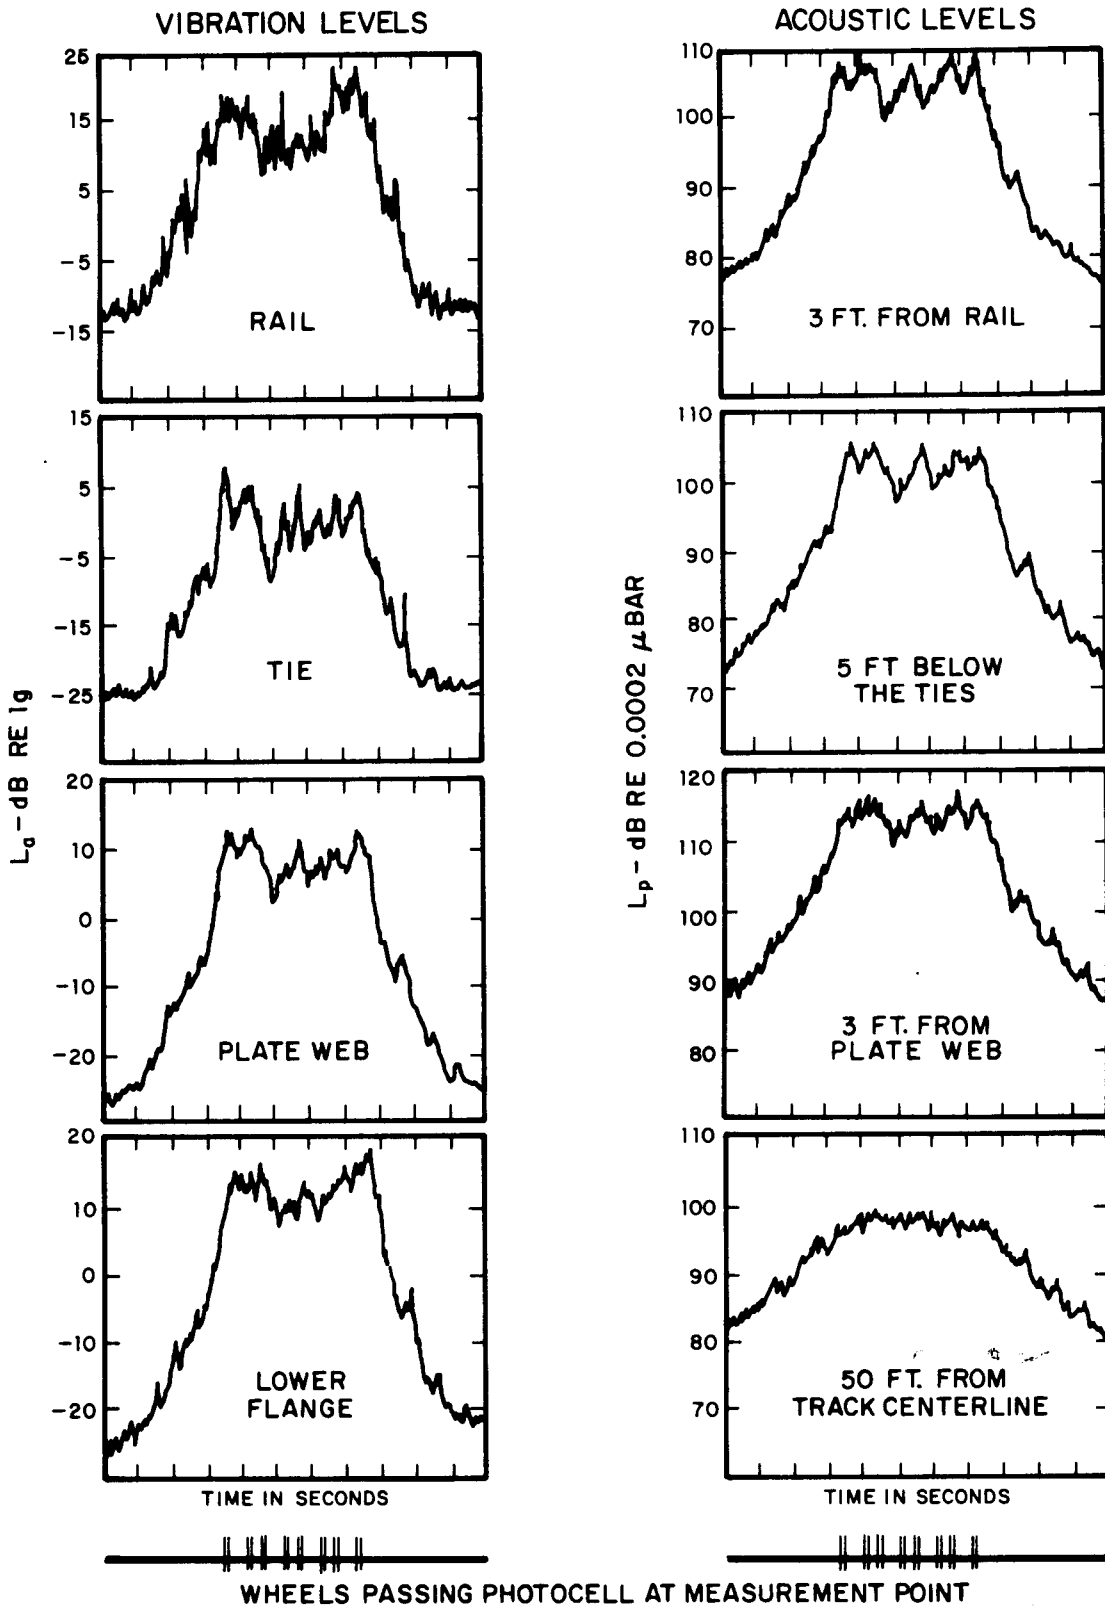 VIBRATION LEVELS
25
15
5
-5
-15
RAIL
15
5
-5
-15
-25
TIE
20
10
0
-10
-20
PLATE WEB
20
10
0
-10
-20
LOWER
FLANGE
La - dB RE 1g
TIME IN SECONDS
ACOUSTIC LEVELS
110
100
90
80
70
3 FT. FROM RAIL
110
100
90
80
70
5 FT BELOW
THE TIES
120
110
100
90
80
3 FT. FROM
PLATE WEB
110
100
90
80
70
50 FT. FROM
TRACK CENTERLINE
Lp - dB RE 0.0002 μBAR
TIME IN SECONDS
WHEELS PASSING PHOTOCELL AT MEASUREMENT POINT